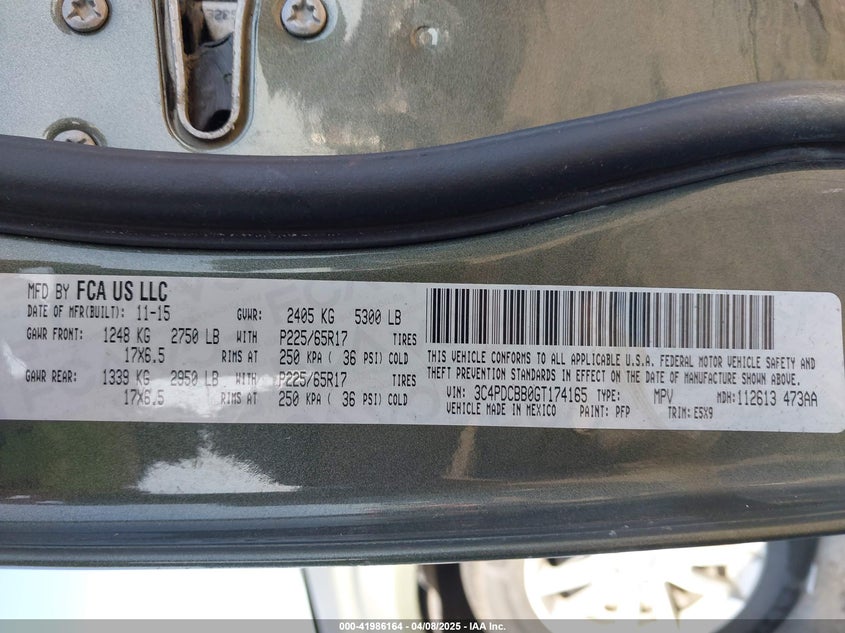 MFD BY FCA US LLC
DATE OF MFR(BUILT): 11-15 GVWR: 2405 KG 5300 LB
GAWR FRONT: 1248 KG 2750 LB WITH P225/65R17 TIRES
17X6.5 RIMS AT 250 KPA ( 36 PSI) COLD
GAWR REAR: 1339 KG 2950 LB WITH P225/65R17 TIRES
17X6.5 RIMS AT 250 KPA ( 36 PSI) COLD
THIS VEHICLE CONFORMS TO ALL APPLICABLE U.S.A. FEDERAL MOTOR VEHICLE SAFETY AND
THEFT PREVENTION STANDARDS IN EFFECT ON THE DATE OF MANUFACTURE SHOWN ABOVE.
VIN: 3C4PDCBB0GT174165 TYPE: MPV MDH: 112613 473AA
VEHICLE MADE IN MEXICO PAINT: PFP TRIM: E5X9
000-41986164 - 04/08/2025 - IAA Inc.